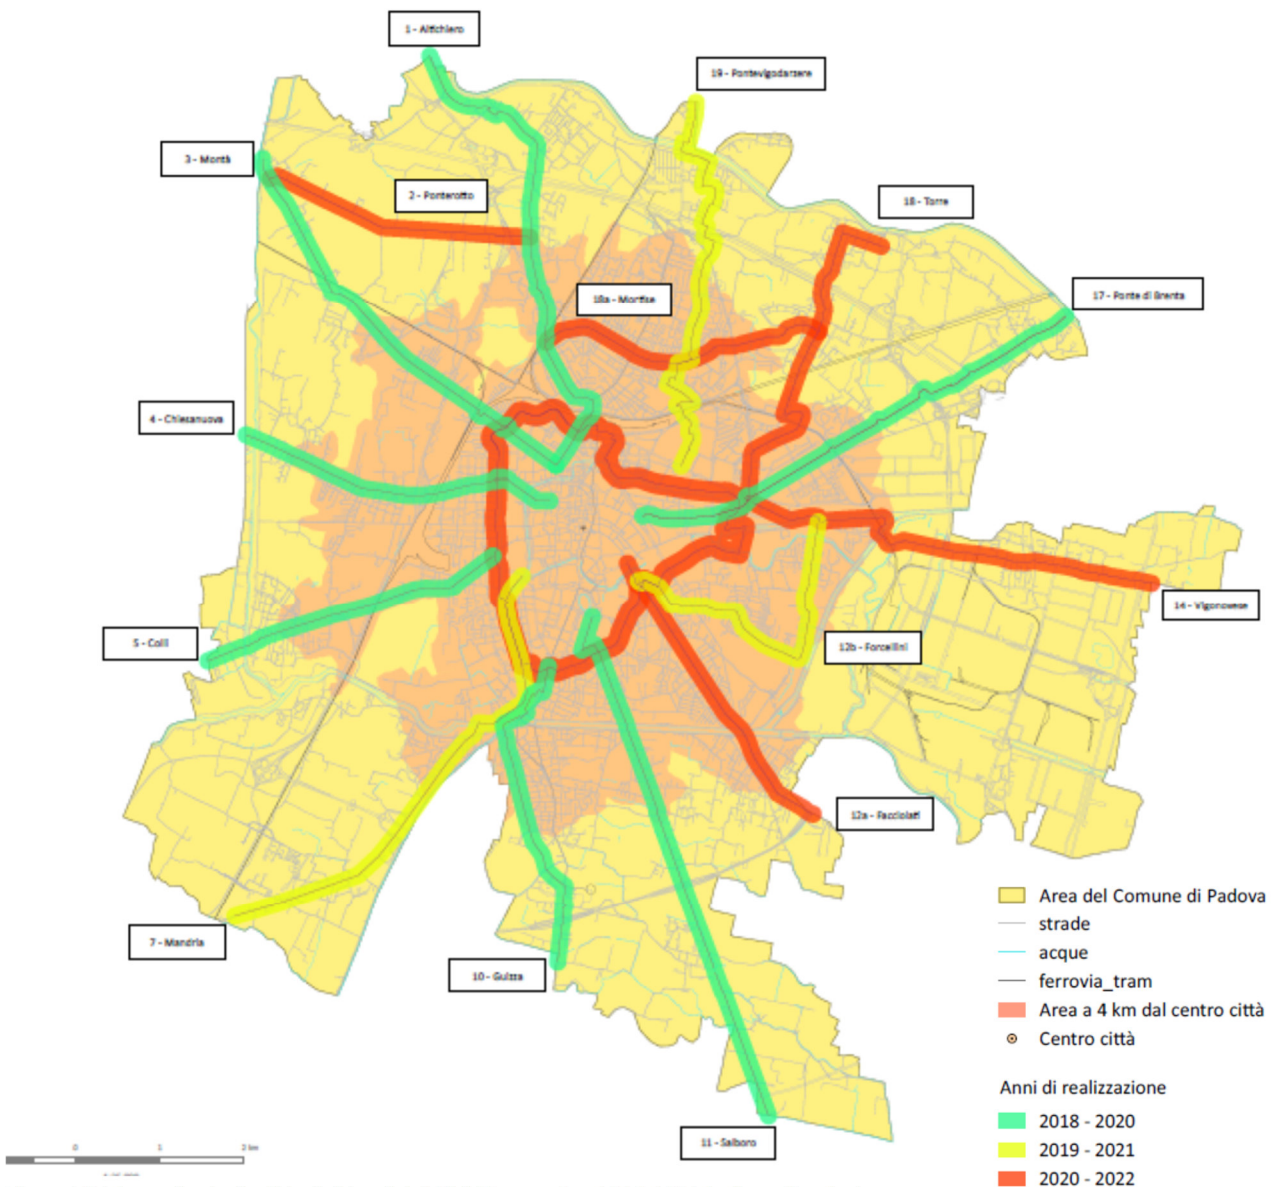 1 - Altichiero
19 - Pontevigodarzere
3 - Montà
2 - Ponterotto
18 - Torre
18a - Mortise
17 - Ponte di Brenta
4 - Chiesanuova
14 - Vigonovese
5 - Colli
12b - Forcellini
12a - Facciolati
7 - Mandria
10 - Guizza
11 - Salboro
Area del Comune di Padova
strade
acque
ferrovia_tram
Area a 4 km dal centro città
Centro città
Anni di realizzazione
2018 - 2020
2019 - 2021
2020 - 2022
0 1 2 km